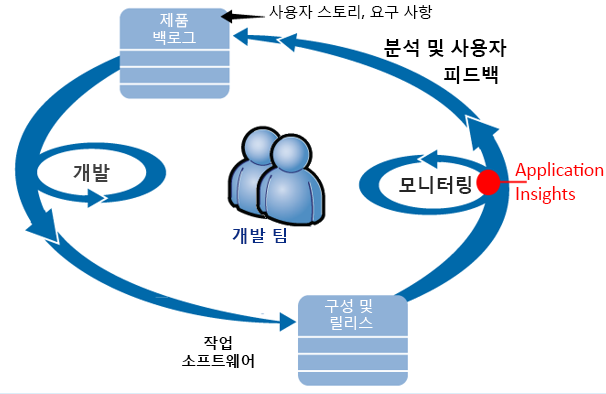 제품
백로그
사용자 스토리, 요구 사항
분석 및 사용자
피드백
개발
모니터링
Application
Insights
개발 팀
구성 및
릴리스
작업
소프트웨어